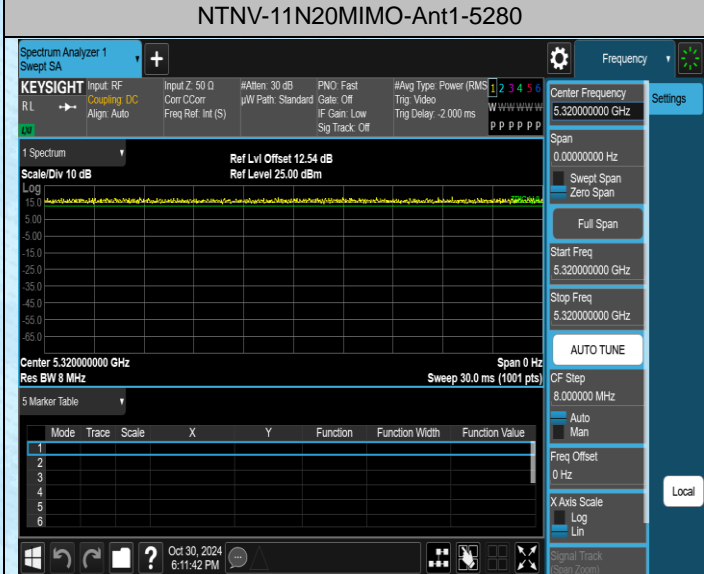 NTNV-11N20MIMO-Ant1-5280
Spectrum Analyzer 1
Swept SA
+
Frequency
KEYSIGHT
Input: RF
Input Z: 50 Ω
#Atten: 30 dB
PNO: Fast
#Avg Type: Power (RMS
1 2 3 4 5 6
RL
Coupling: DC
Corr CCorr
µW Path: Standard
Gate: Off
Trig: Video
W W W W W W
Align: Auto
Freq Ref: Int (S)
IF Gain: Low
Trig Delay: -2.000 ms
Sig Track: Off
P P P P P P
LXI
Center Frequency
5.320000000 GHz
Settings
Span
0.00000000 Hz
Swept Span
Zero Span
Full Span
Start Freq
5.320000000 GHz
Stop Freq
5.320000000 GHz
AUTO TUNE
CF Step
8.000000 MHz
Auto
Man
Freq Offset
0 Hz
X Axis Scale
Log
Lin
Signal Track
(Span Zoom)
Local
1 Spectrum
Ref Lvl Offset 12.54 dB
Scale/Div 10 dB
Ref Level 25.00 dBm
Log
15.0
5.00
-5.00
-15.0
-25.0
-35.0
-45.0
-55.0
-65.0
Center 5.320000000 GHz
Span 0 Hz
Res BW 8 MHz
Sweep 30.0 ms (1001 pts)
5 Marker Table
Mode Trace Scale X Y Function Function Width Function Value
1
2
3
4
5
6
?
Oct 30, 2024
6:11:42 PM